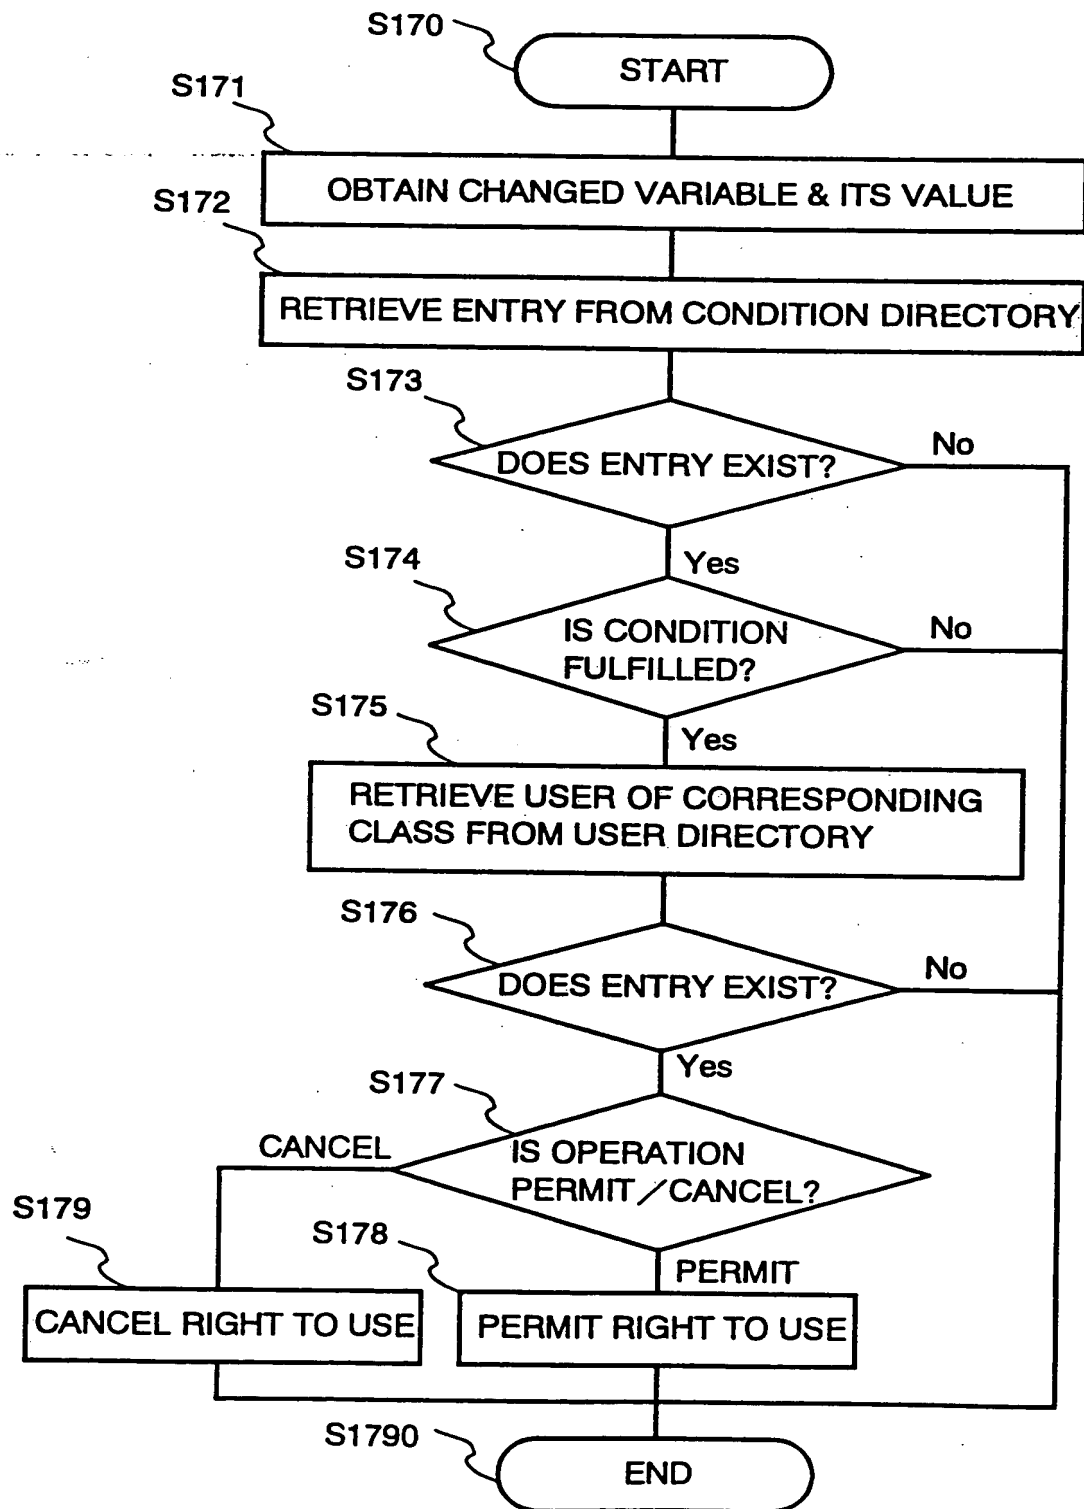 S170
START
S171
OBTAIN CHANGED VARIABLE & ITS VALUE
S172
RETRIEVE ENTRY FROM CONDITION DIRECTORY
S173
DOES ENTRY EXIST?
No
Yes
S174
IS CONDITION
FULFILLED?
No
Yes
S175
RETRIEVE USER OF CORRESPONDING
CLASS FROM USER DIRECTORY
S176
DOES ENTRY EXIST?
No
Yes
S177
CANCEL
IS OPERATION
PERMIT/CANCEL?
S179
S178
PERMIT
CANCEL RIGHT TO USE
PERMIT RIGHT TO USE
S1790
END